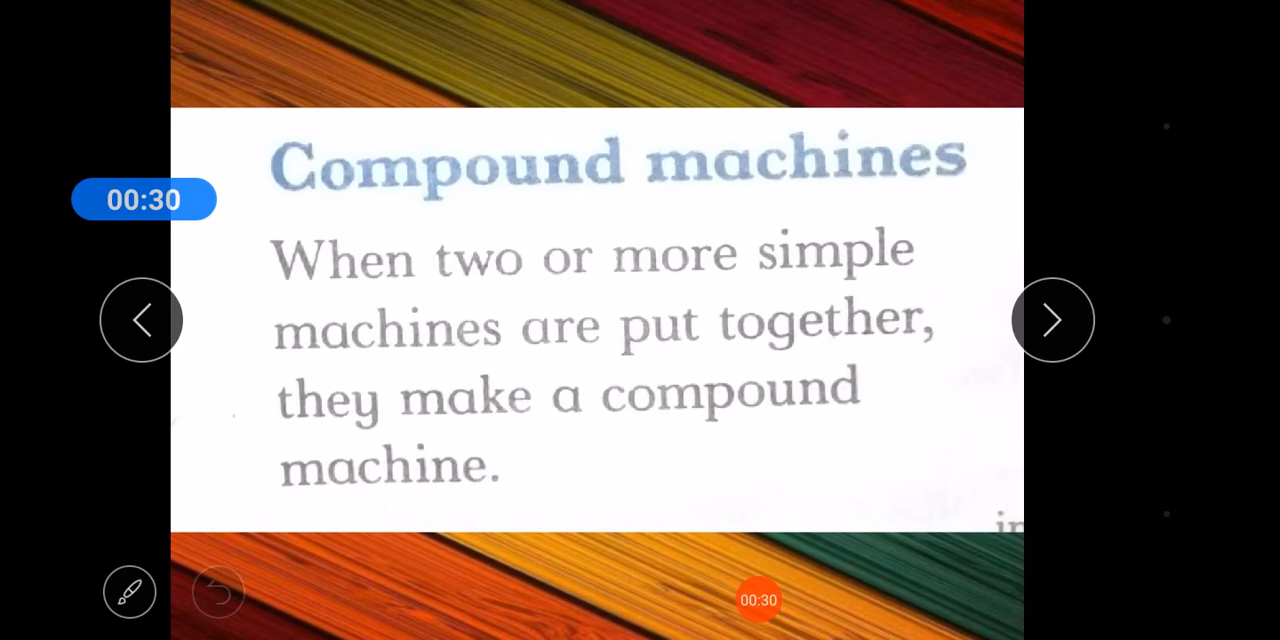 Compound machines
00:30
When two or more simple
machines are put together,
they make a compound
machine.
in
00:30